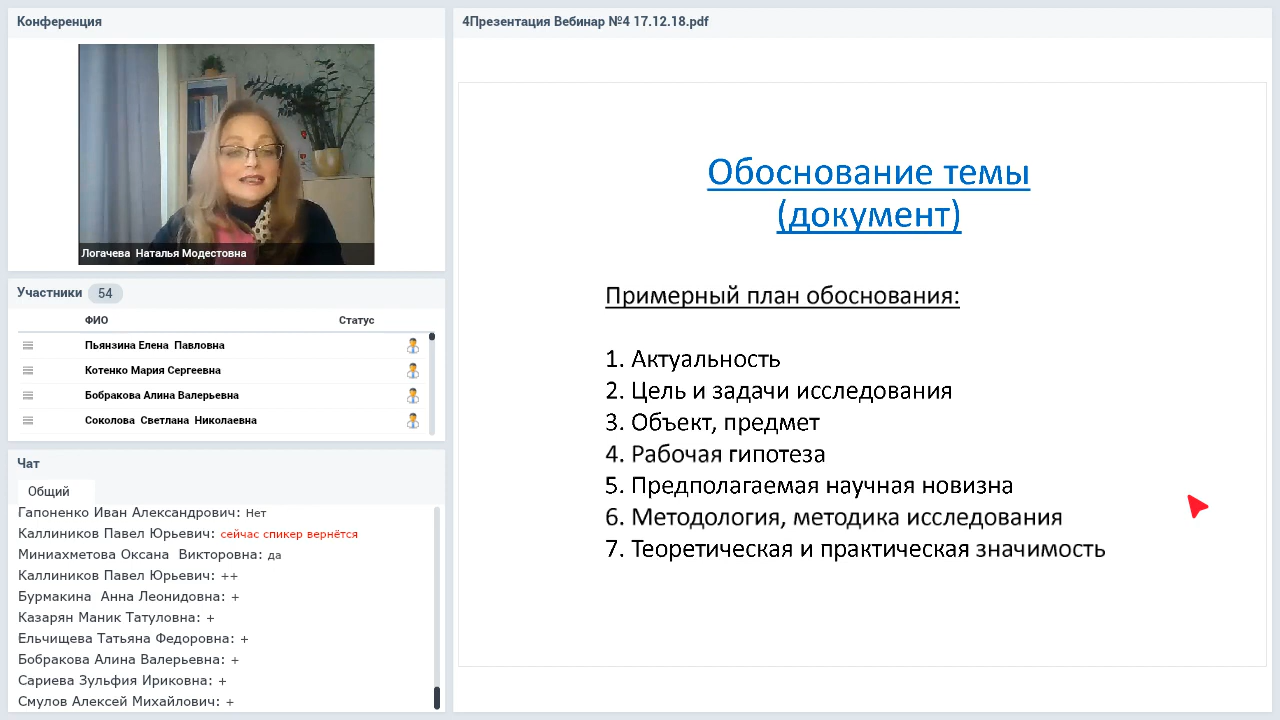 Конференция
Логачева Наталья Модестовна
Участники 54
ФИО Статус
Пьянзина Елена Павловна
Котенко Мария Сергеевна
Бобракова Алина Валерьевна
Соколова Светлана Николаевна
Чат
Общий
Гапоненко Иван Александрович: Нет
Каллиников Павел Юрьевич: сейчас спикер вернётся
Миниахметова Оксана Викторовна: да
Каллиников Павел Юрьевич: ++
Бурмакина Анна Леонидовна: +
Казарян Маник Татуловна: +
Ельчищева Татьяна Федоровна: +
Бобракова Алина Валерьевна: +
Сариева Зульфия Ириковна: +
Смулов Алексей Михайлович: +
4Презентация Вебинар №4 17.12.18.pdf
Обоснование темы
(документ)
Примерный план обоснования:
1. Актуальность
2. Цель и задачи исследования
3. Объект, предмет
4. Рабочая гипотеза
5. Предполагаемая научная новизна
6. Методология, методика исследования
7. Теоретическая и практическая значимость